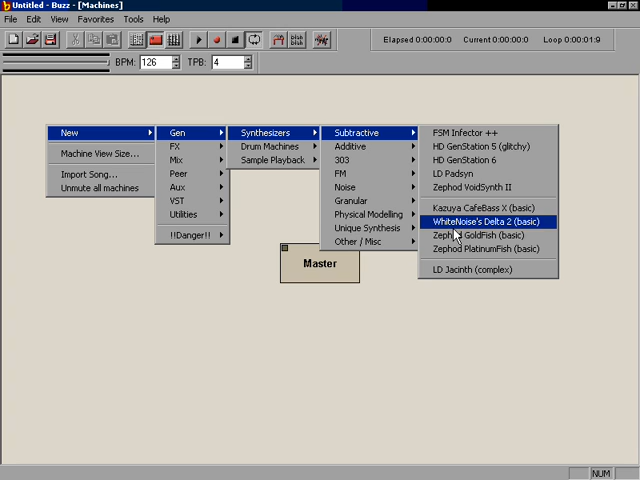 Untitled - Buzz - [Machines]
File Edit View Favorites Tools Help
Elapsed 0:00:00:0 Current 0:00:00:0 Loop 0:00:01:9
BPM: 126 TPB: 4
New
Machine View Size...
Import Song...
Unmute all machines
Gen
FX
Mix
Peer
Aux
VST
Utilities
!!Danger!!
Synthesizers
Drum Machines
Sample Playback
Subtractive
Additive
303
FM
Noise
Granular
Physical Modelling
Unique Synthesis
Other / Misc
FSM Infector ++
HD GenStation 5 (glitchy)
HD GenStation 6
LD Padsyn
Zephod VoidSynth II
Kazuya CafeBass X (basic)
WhiteNoise's Delta 2 (basic)
Zephod GoldFish (basic)
Zephod PlatinumFish (basic)
LD Jacinth (complex)
Master
NUM